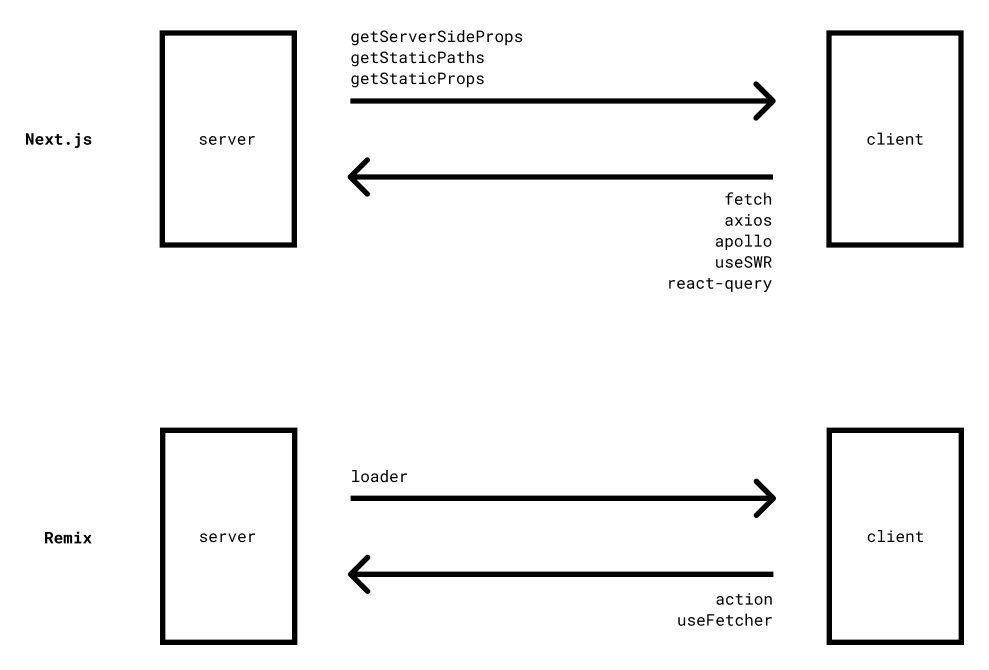 getServerSideProps
getStaticPaths
getStaticProps
Next.js
server
client
fetch
axios
apollo
useSWR
react-query
loader
Remix
server
client
action
useFetcher